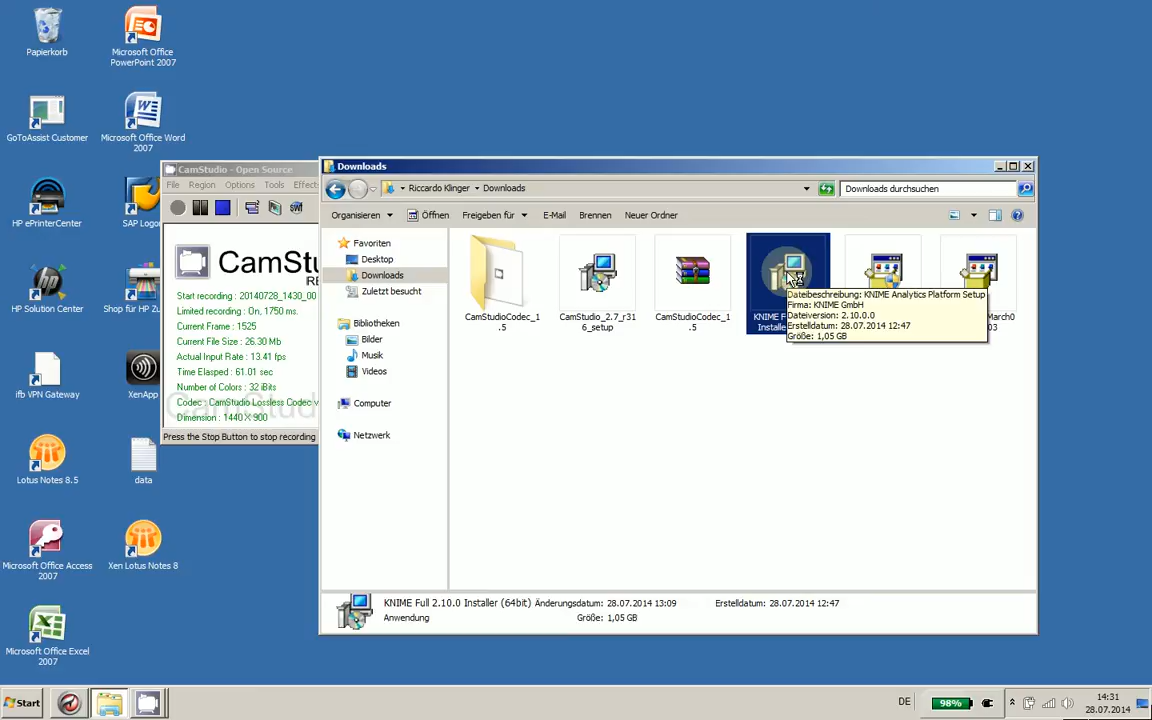 Papierkorb
Microsoft Office
PowerPoint 2007
GoToAssist Customer
Microsoft Office Word
2007
HP ePrinterCenter
SAP Logon
HP Solution Center
Shop für HP Zu
ifb VPN Gateway
XenApp
Lotus Notes 8.5
data
Microsoft Office Access
2007
Xen Lotus Notes 8
Microsoft Office Excel
2007
CamStudio - Open Source
File Region Options Tools Effect
CamStu
Start recording : 20140728_1430_00
Limited recording : On, 1750 ms.
Current Frame : 1525
Current File Size : 26.30 Mb
Actual Input Rate : 13.41 fps
Time Elasped : 61.01 sec
Number of Colors : 32 iBits
Codec : CamStudio Lossless Codec v
Dimension : 1440 X 900
Press the Stop Button to stop recording
Downloads
Riccardo Klinger Downloads
Downloads durchsuchen
Organisieren Öffnen Freigeben für E-Mail Brennen Neuer Ordner
Favoriten
Desktop
Downloads
Zuletzt besucht
Bibliotheken
Bilder
Musik
Videos
Computer
Netzwerk
CamStudioCodec_1
.5
CamStudio_2.7_r31
6_setup
CamStudioCodec_1
.5
KNIME F
Installe
March0
03
Dateibeschreibung: KNIME Analytics Platform Setup
Firma: KNIME GmbH
Dateiversion: 2.10.0.0
Erstelldatum: 28.07.2014 12:47
Größe: 1,05 GB
KNIME Full 2.10.0 Installer (64bit) Änderungsdatum: 28.07.2014 13:09 Erstelldatum: 28.07.2014 12:47
Anwendung Größe: 1,05 GB
Start
DE
98%
14:31
28.07.2014